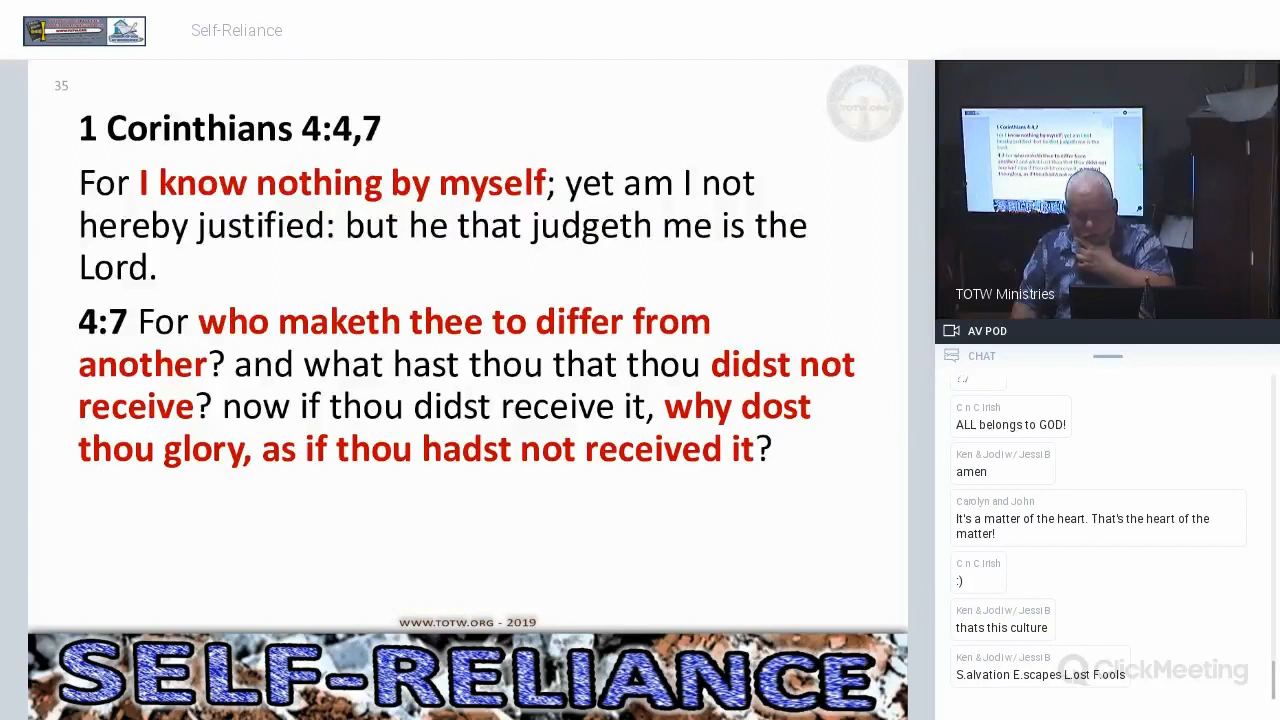 Self-Reliance
35
TOTW.ORG
1 Corinthians 4:4,7
For I know nothing by myself; yet am I not
hereby justified: but he that judgeth me is the
Lord.
4:7 For who maketh thee to differ from
another? and what hast thou that thou didst not
receive? now if thou didst receive it, why dost
thou glory, as if thou hadst not received it?
WWW.TOTW.ORG - 2019
SELF-RELIANCE
TOTW Ministries
AV POD
CHAT
C n C Irish
ALL belongs to GOD!
Ken & Jodi w/ Jessi B
amen
Carolyn and John
It's a matter of the heart. That's the heart of the
matter!
C n C Irish
:)
Ken & Jodi w/ Jessi B
thats this culture
Ken & Jodi w/ Jessi B
S.alvation E.scapes L.ost F.ools
ClickMeeting